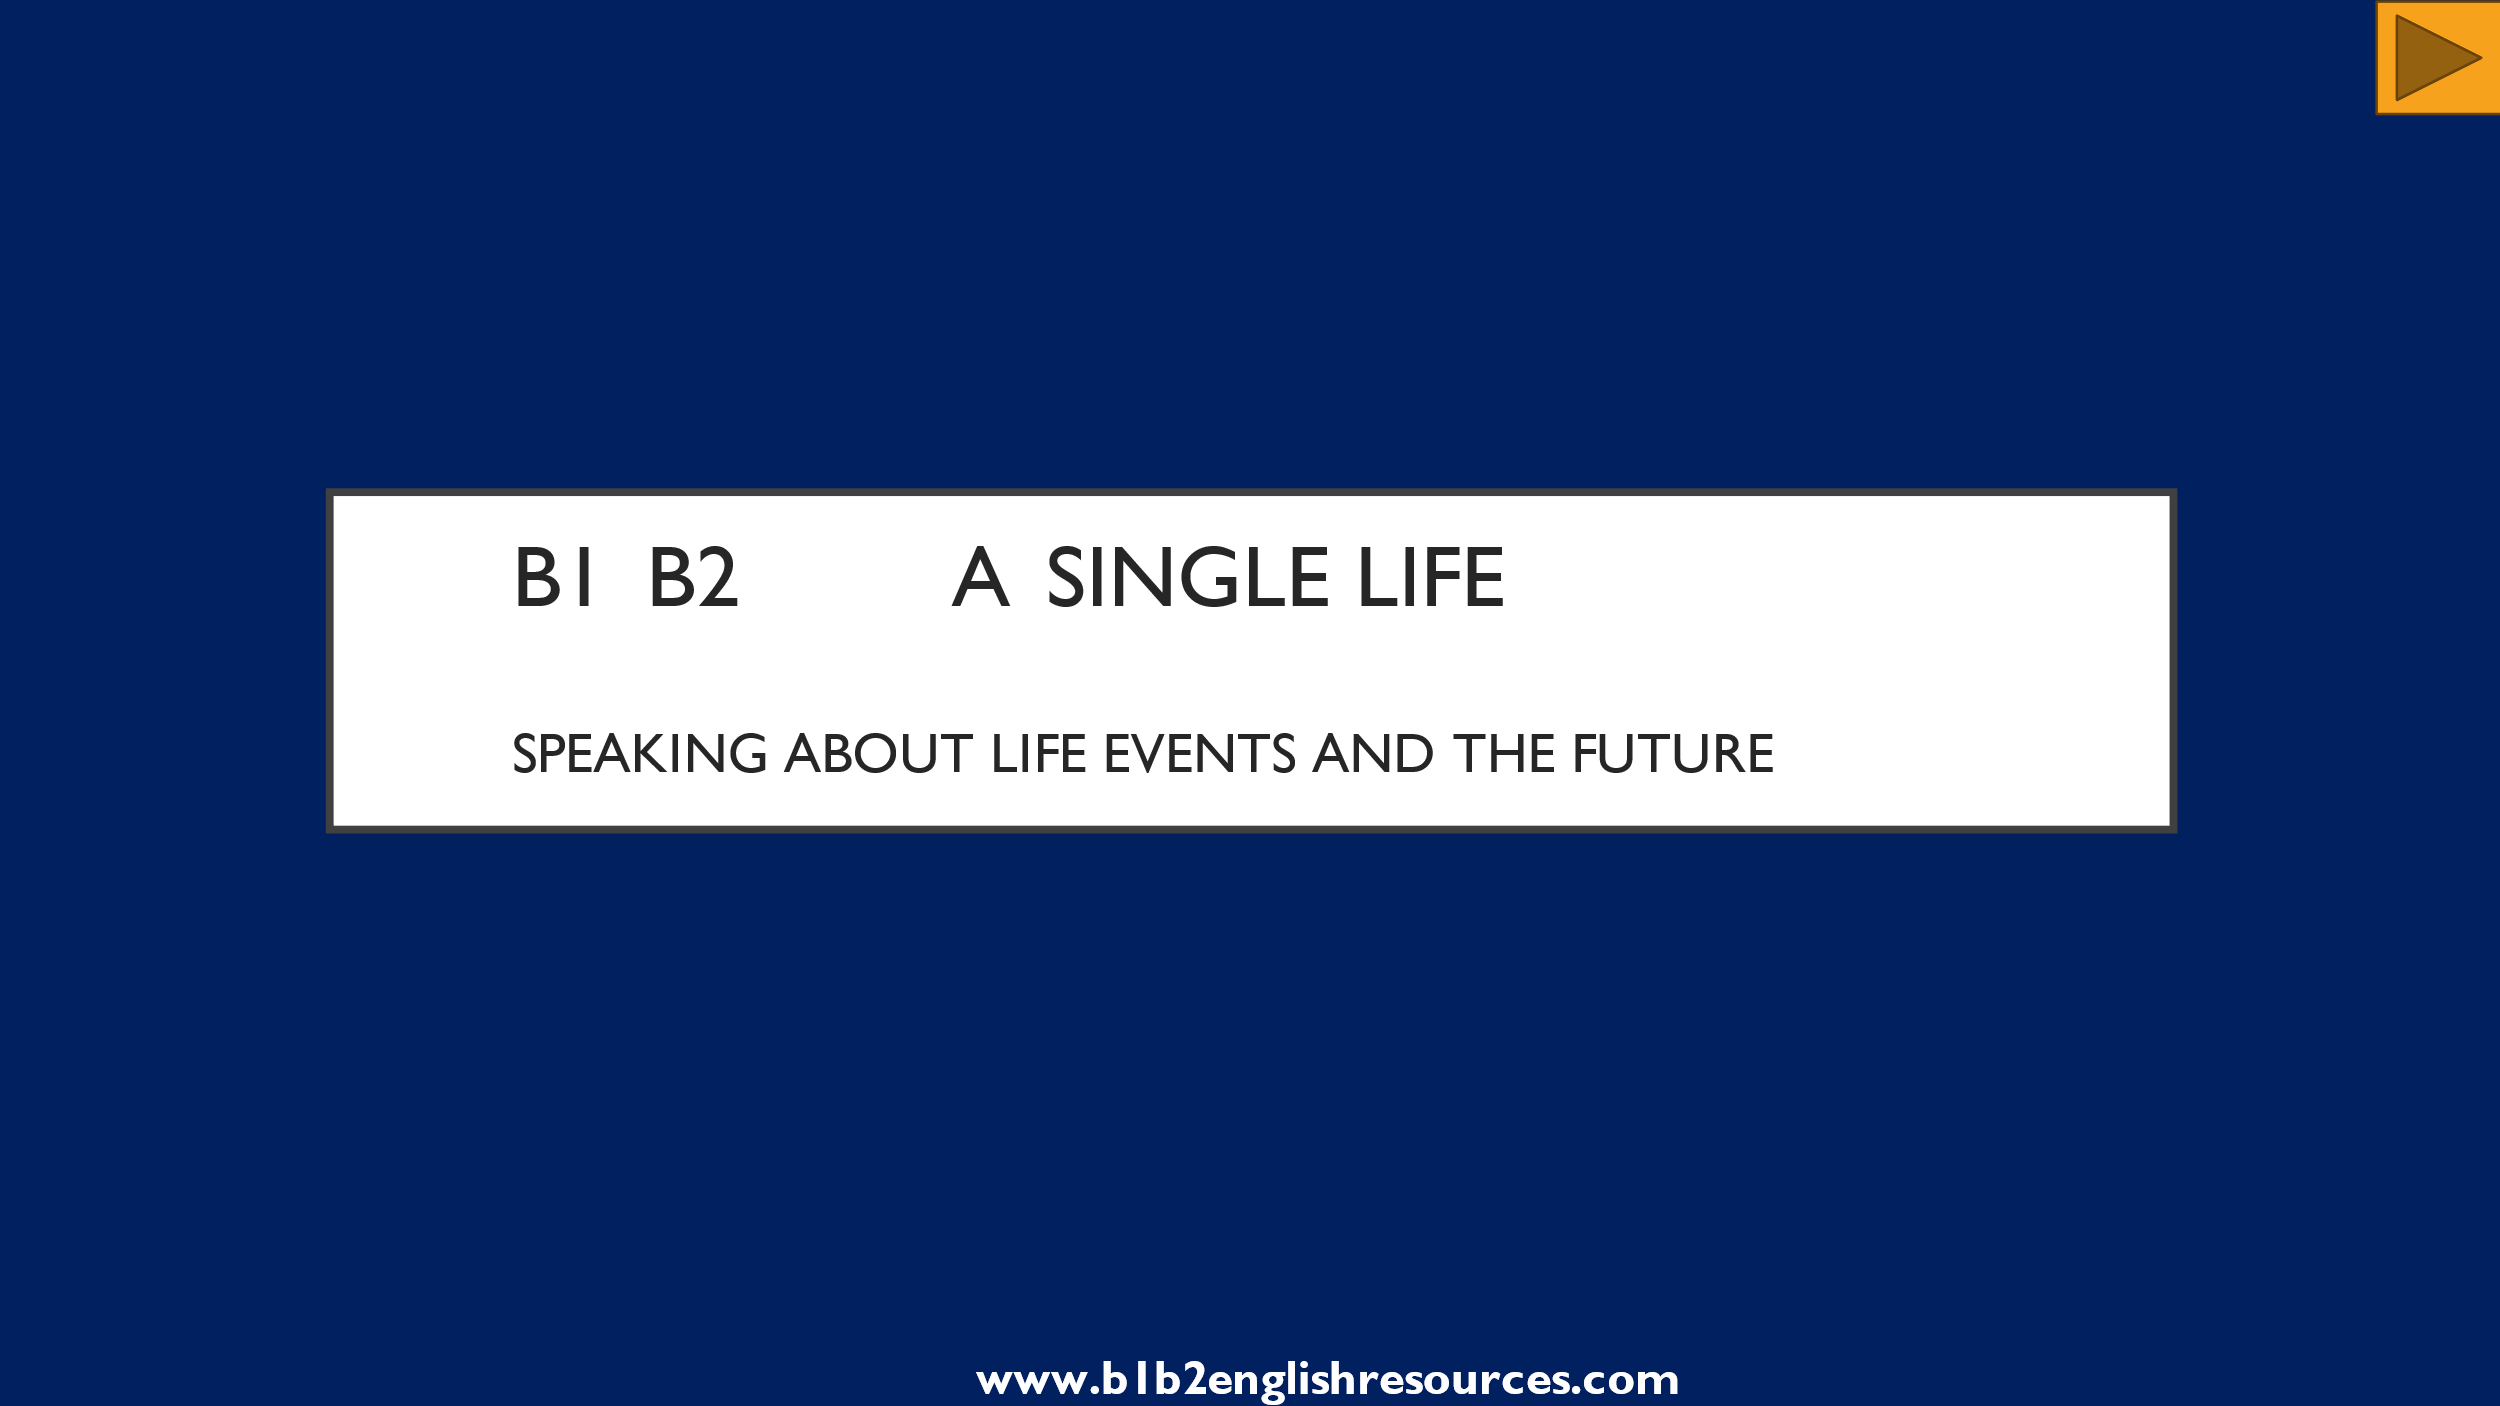 B1 B2 A SINGLE LIFE
SPEAKING ABOUT LIFE EVENTS AND THE FUTURE
www.b1b2englishresources.com